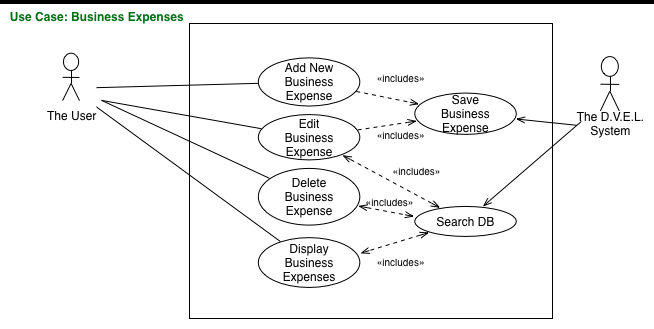 Use Case: Business Expenses
Add New
Business
Expense
«includes»
Save
Business
Expense
The User
The D.V.E.L.
System
Edit
Business
Expense
«includes»
«includes»
Delete
Business
Expense
«includes»
Search DB
Display
Business
Expenses
«includes»